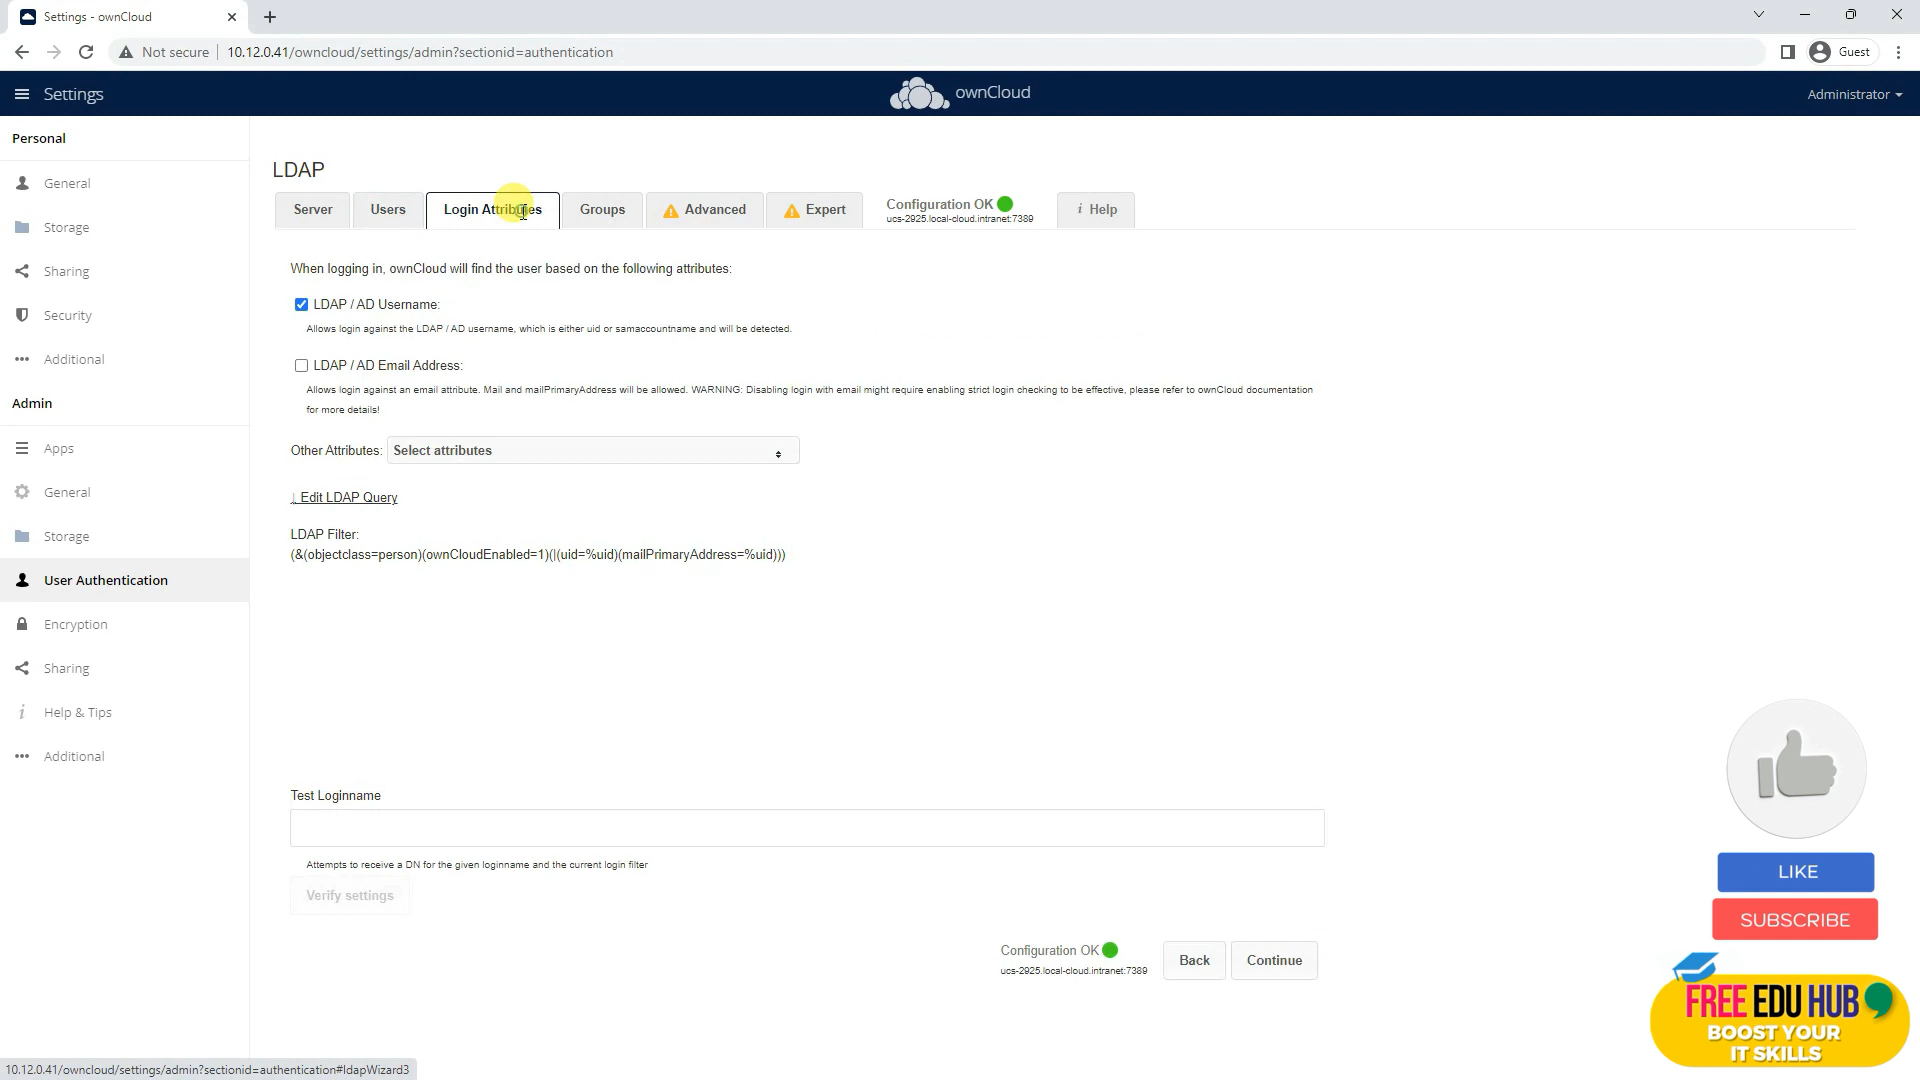 Settings - ownCloud
Not secure
10.12.0.41/owncloud/settings/admin?sectionid=authentication
Guest
Settings
ownCloud
Administrator
Personal
General
Storage
Sharing
Security
Additional
Admin
Apps
General
Storage
User Authentication
Encryption
Sharing
Help & Tips
Additional
LDAP
Server
Users
Login Attributes
Groups
Advanced
Expert
Configuration OK
ucs-2925.local-cloud.intranet:7389
i Help
When logging in, ownCloud will find the user based on the following attributes:
LDAP / AD Username:
Allows login against the LDAP / AD username, which is either uid or samaccountname and will be detected.
LDAP / AD Email Address:
Allows login against an email attribute. Mail and mailPrimaryAddress will be allowed. WARNING: Disabling login with email might require enabling strict login checking to be effective, please refer to ownCloud documentation
for more details!
Other Attributes: Select attributes
↓ Edit LDAP Query
LDAP Filter:
(&(objectclass=person)(ownCloudEnabled=1)(|(uid=%uid)(mailPrimaryAddress=%uid)))
Test Loginname
Attempts to receive a DN for the given loginname and the current login filter
Verify settings
Configuration OK
ucs-2925.local-cloud.intranet:7389
Back
Continue
LIKE
SUBSCRIBE
FREE EDU HUB
BOOST YOUR
IT SKILLS
10.12.0.41/owncloud/settings/admin?sectionid=authentication#ldapWizard3